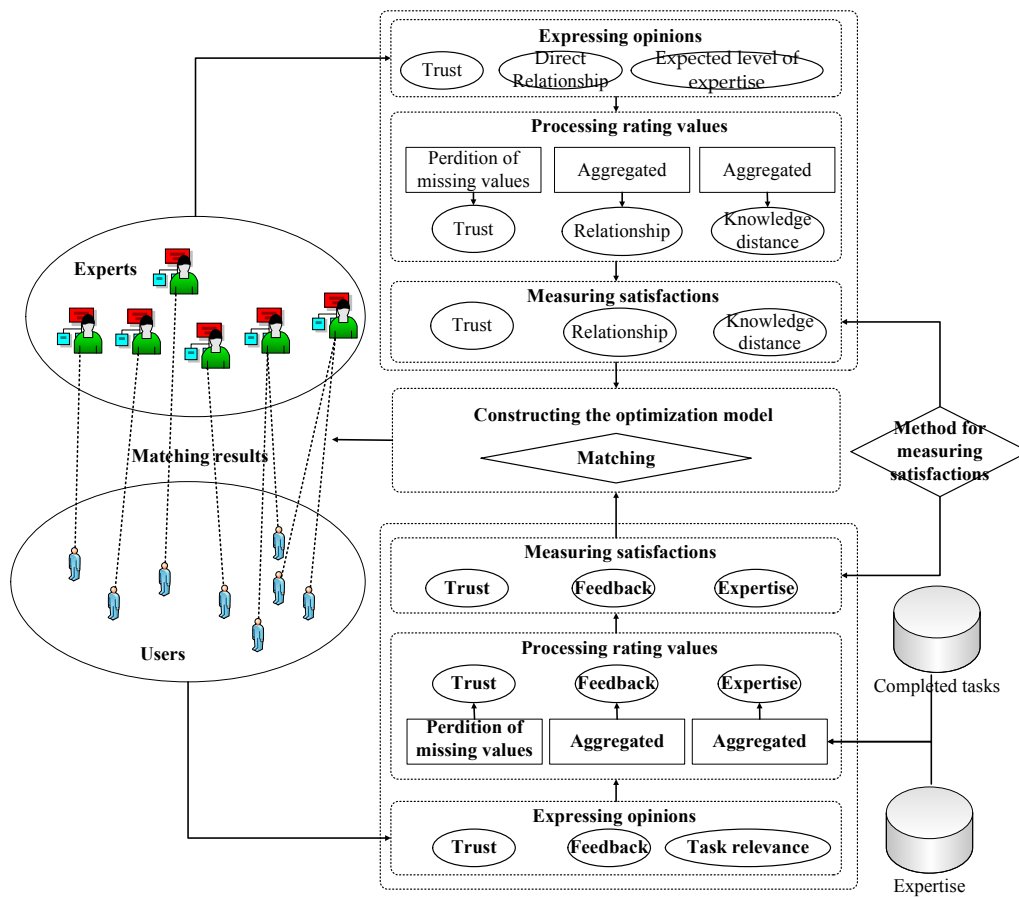 Expressing opinions
Trust
Direct
Relationship
Expected level of
expertise
Processing rating values
Perdition of
missing values
Aggregated
Aggregated
Trust
Relationship
Knowledge
distance
Experts
Measuring satisfactions
Trust
Relationship
Knowledge
distance
Constructing the optimization model
Matching
Method for
measuring
satisfactions
Matching results
Measuring satisfactions
Trust
Feedback
Expertise
Users
Processing rating values
Trust
Feedback
Expertise
Completed tasks
Perdition of
missing values
Aggregated
Aggregated
Expressing opinions
Trust
Feedback
Task relevance
Expertise